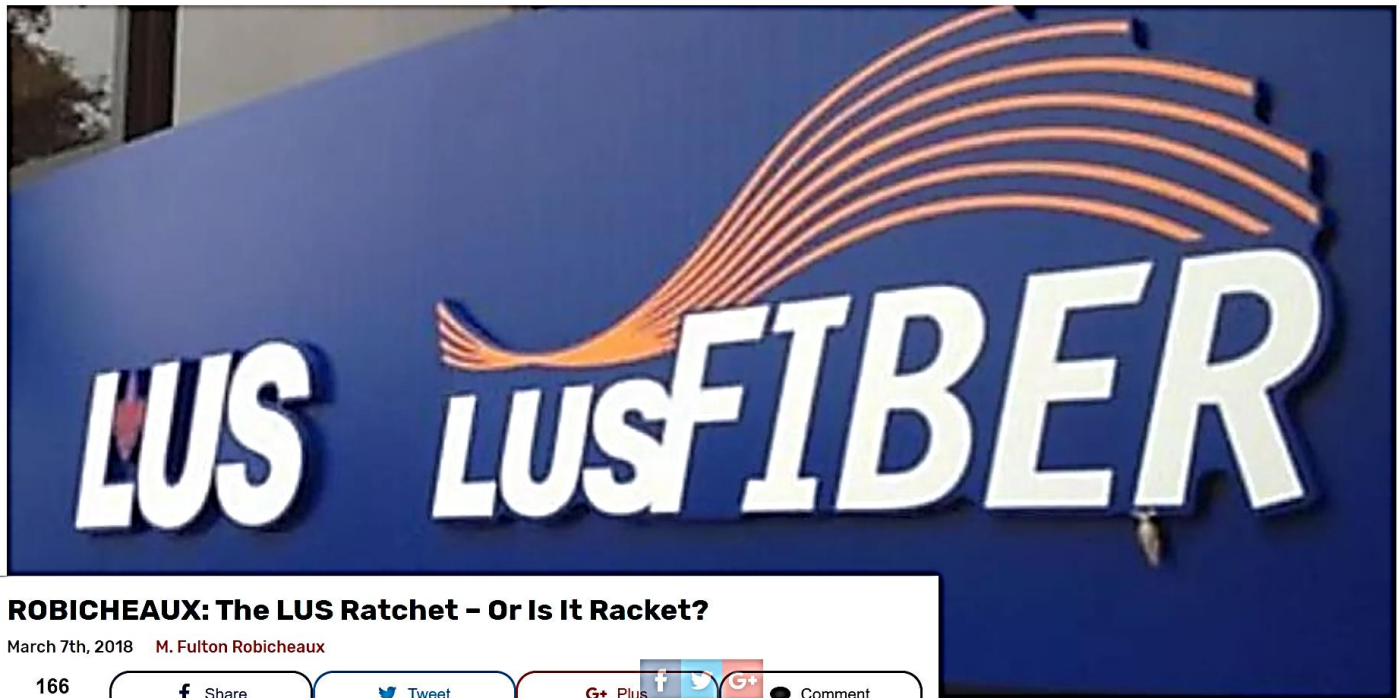 LUS
LUSFIBER
ROBICHEAUX: The LUS Ratchet – Or Is It Racket?
March 7th, 2018 M. Fulton Robicheaux
166 Share Tweet G+ Plus Comment
G+